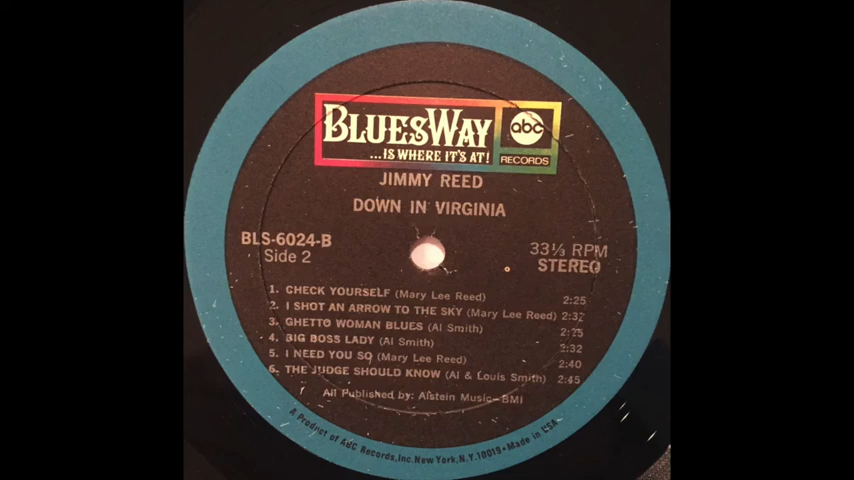 BLUESWAY
...IS WHERE IT'S AT!
abc
RECORDS
JIMMY REED
DOWN IN VIRGINIA
BLS-6024-B
Side 2
33⅓ RPM
STEREO
1. CHECK YOURSELF (Mary Lee Reed) 2:25
2. I SHOT AN ARROW TO THE SKY (Mary Lee Reed) 2:32
3. GHETTO WOMAN BLUES (Al Smith) 2:25
4. BIG BOSS LADY (Al Smith) 2:32
5. I NEED YOU SO (Mary Lee Reed) 2:40
6. THE JUDGE SHOULD KNOW (Al & Louis Smith) 2:45
All Published by: Alstein Music-BMI
A Product of ABC Records, Inc. New York, N.Y. 10019 • Made in USA